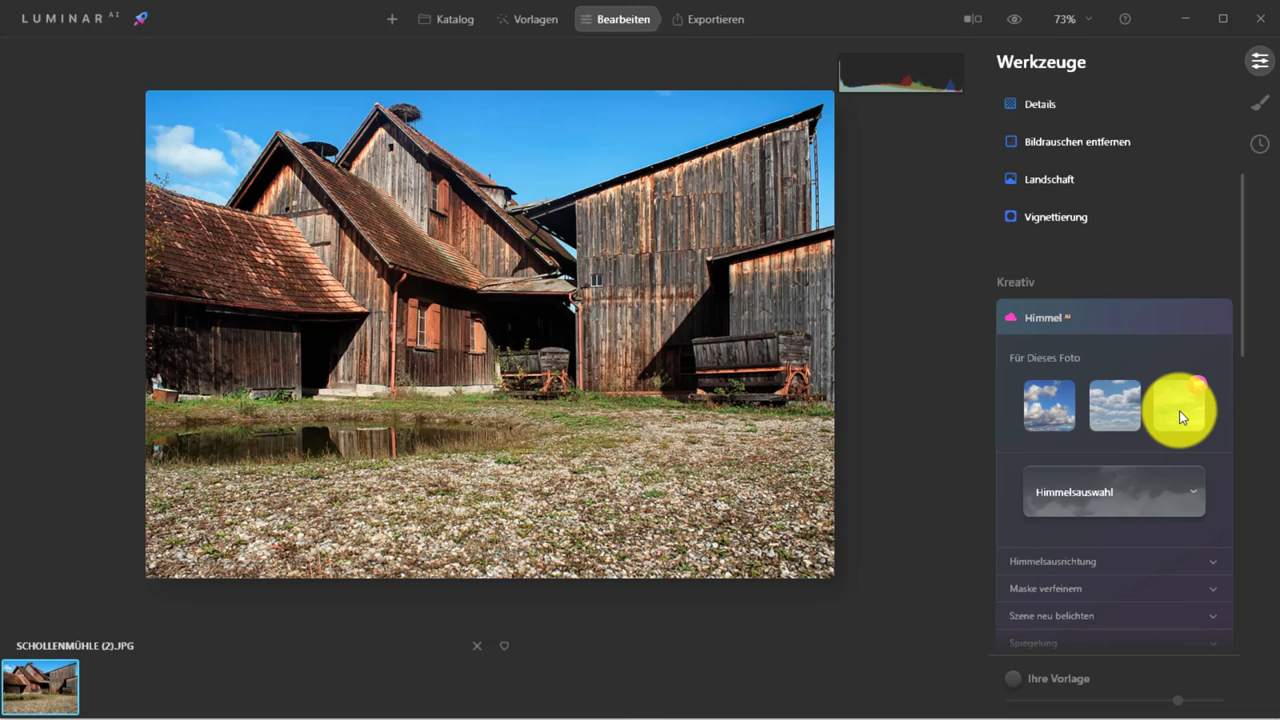 LUMINAR AI
Katalog
Vorlagen
Bearbeiten
Exportieren
73%
Werkzeuge
Details
Bildrauschen entfernen
Landschaft
Vignettierung
Kreativ
Himmel AI
Für Dieses Foto
Himmelsauswahl
Himmelsausrichtung
Maske verfeinern
Szene neu belichten
Spiegelung
SCHOLLENMÜHLE (2).JPG
Ihre Vorlage